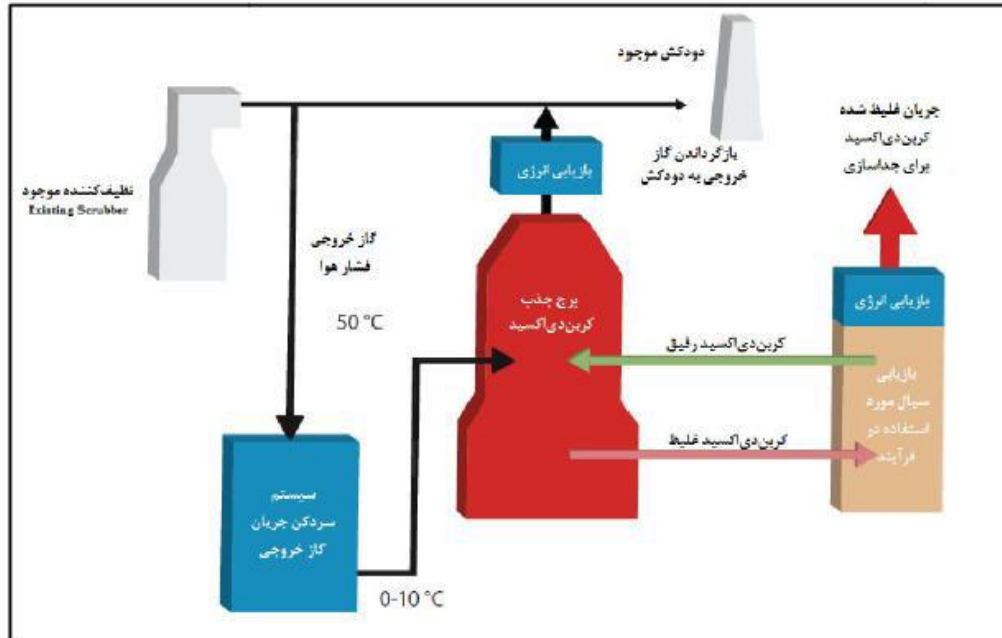 دودکش موجود
جریان غلیظ شده
کربن‌دی‌اکسید
برای جداسازی
بازیابی انرژی
بازگرداندن گاز
خروجی به دودکش
نظیف‌کننده موجود
Existing Scrubber
گاز خروجی
فشار هوا
50 °C
برج جذب
کربن‌دی‌اکسید
بازیابی انرژی
کربن‌دی‌اکسید رقیق
بازیابی
سیال مورد
استفاده در
فرآیند
کربن‌دی‌اکسید غلیظ
سیستم
سردکن جریان
گاز خروجی
0-10 °C